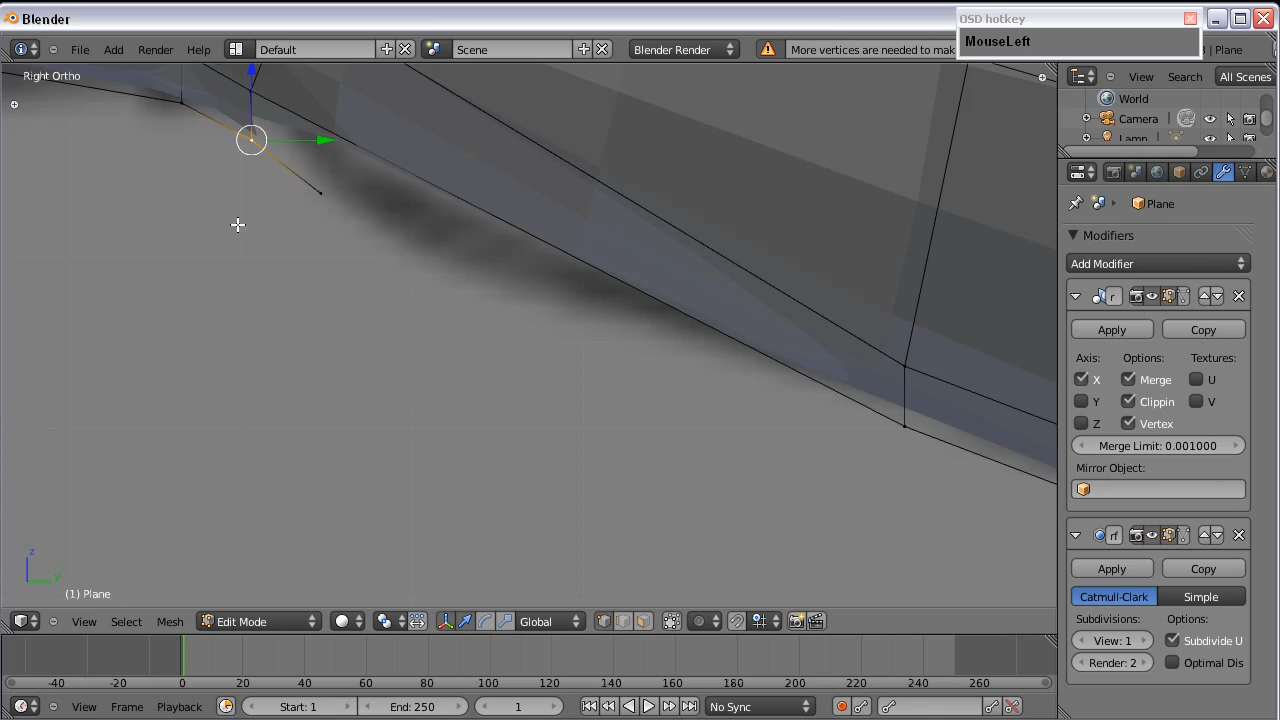 Blender
OSD hotkey
MouseLeft
File Add Render Help Default Scene Blender Render More vertices are needed to mak | Plane
Right Ortho
View Search All Scenes
World
Camera
Lamp
Plane
Modifiers
Add Modifier
r
Apply Copy
Axis: Options: Textures:
X Merge U
Y Clippin V
Z Vertex
Merge Limit: 0.001000
Mirror Object:
rf
Apply Copy
Catmull-Clark Simple
Subdivisions: Options:
View: 1 Subdivide U
Render: 2 Optimal Dis
z
Y
(1) Plane
View Select Mesh Edit Mode Global
-40 -20 0 20 40 60 80 100 120 140 160 180 200 220 240 260
View Frame Playback Start: 1 End: 250 1 No Sync